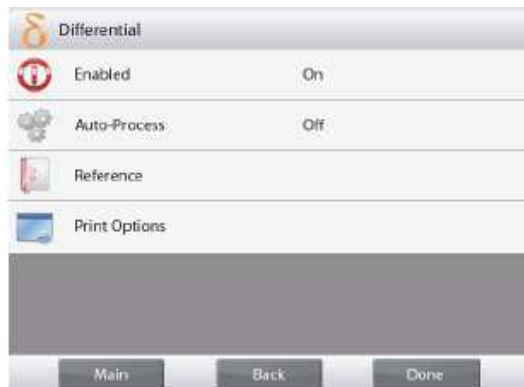 δ Differential
Enabled On
Auto-Process Off
Reference
Print Options
Main Back Done